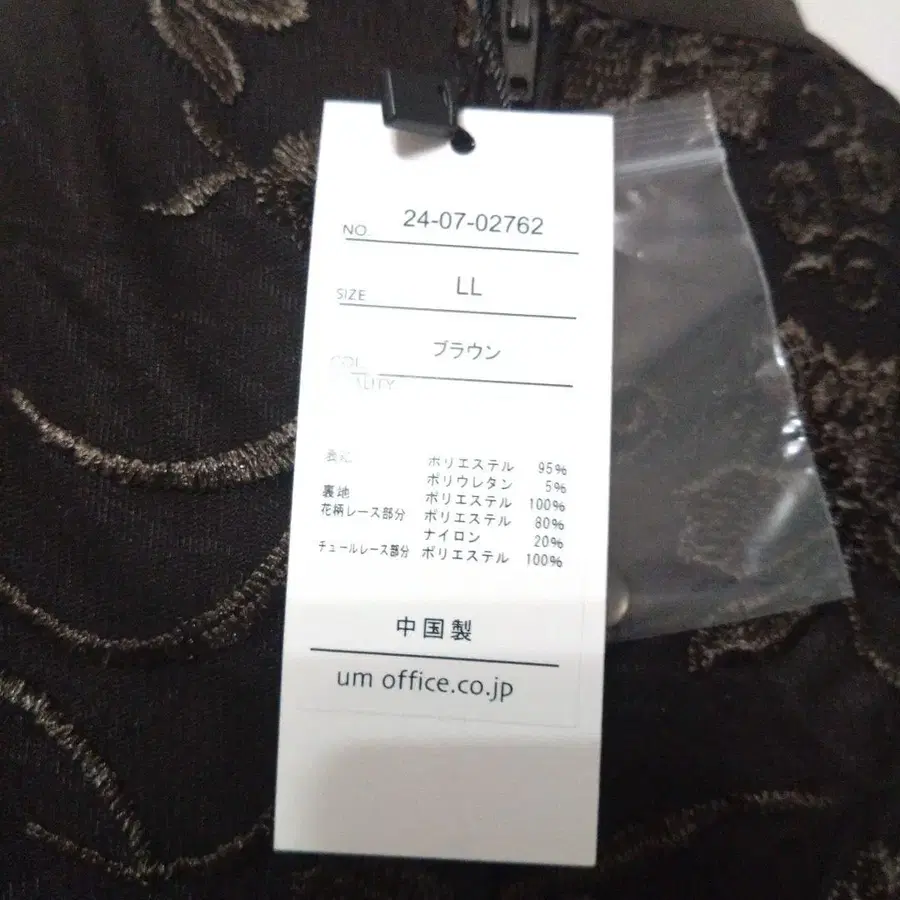 NO. 24-07-02762
SIZE LL
COL. ブラウン
QUALITY
表地 ポリエステル 95%
ポリウレタン 5%
裏地 ポリエステル 100%
花柄レース部分 ポリエステル 80%
ナイロン 20%
チュールレース部分 ポリエステル 100%
中国製
um office.co.jp